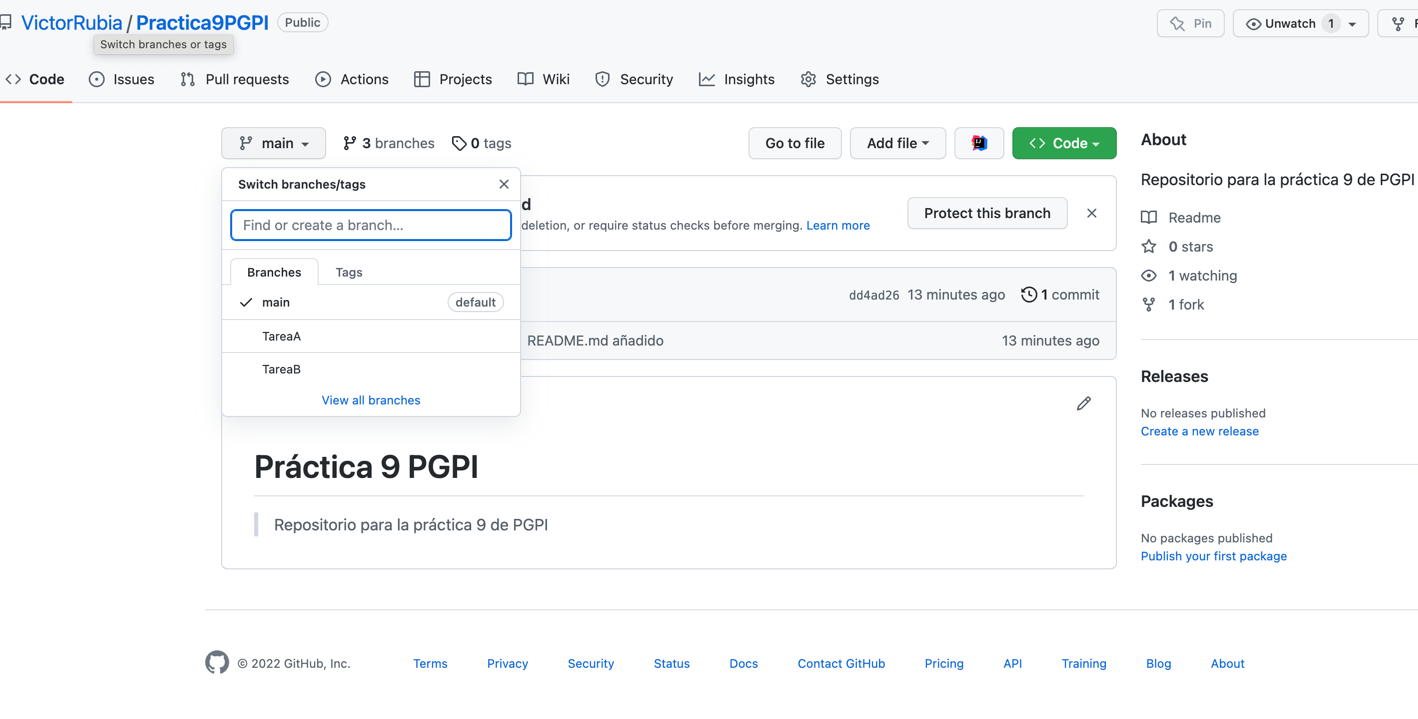 VictorRubia / Practica9PGPI Public
Pin
Unwatch 1
F
Switch branches or tags
Code
Issues
Pull requests
Actions
Projects
Wiki
Security
Insights
Settings
main
3 branches
0 tags
Go to file
Add file
Code
Switch branches/tags
Find or create a branch...
Branches
Tags
main default
TareaA
TareaB
View all branches
d
deletion, or require status checks before merging. Learn more
Protect this branch
dd4ad26 13 minutes ago 1 commit
README.md añadido 13 minutes ago
Práctica 9 PGPI
Repositorio para la práctica 9 de PGPI
About
Repositorio para la práctica 9 de PGPI
Readme
0 stars
1 watching
1 fork
Releases
No releases published
Create a new release
Packages
No packages published
Publish your first package
© 2022 GitHub, Inc.
Terms
Privacy
Security
Status
Docs
Contact GitHub
Pricing
API
Training
Blog
About